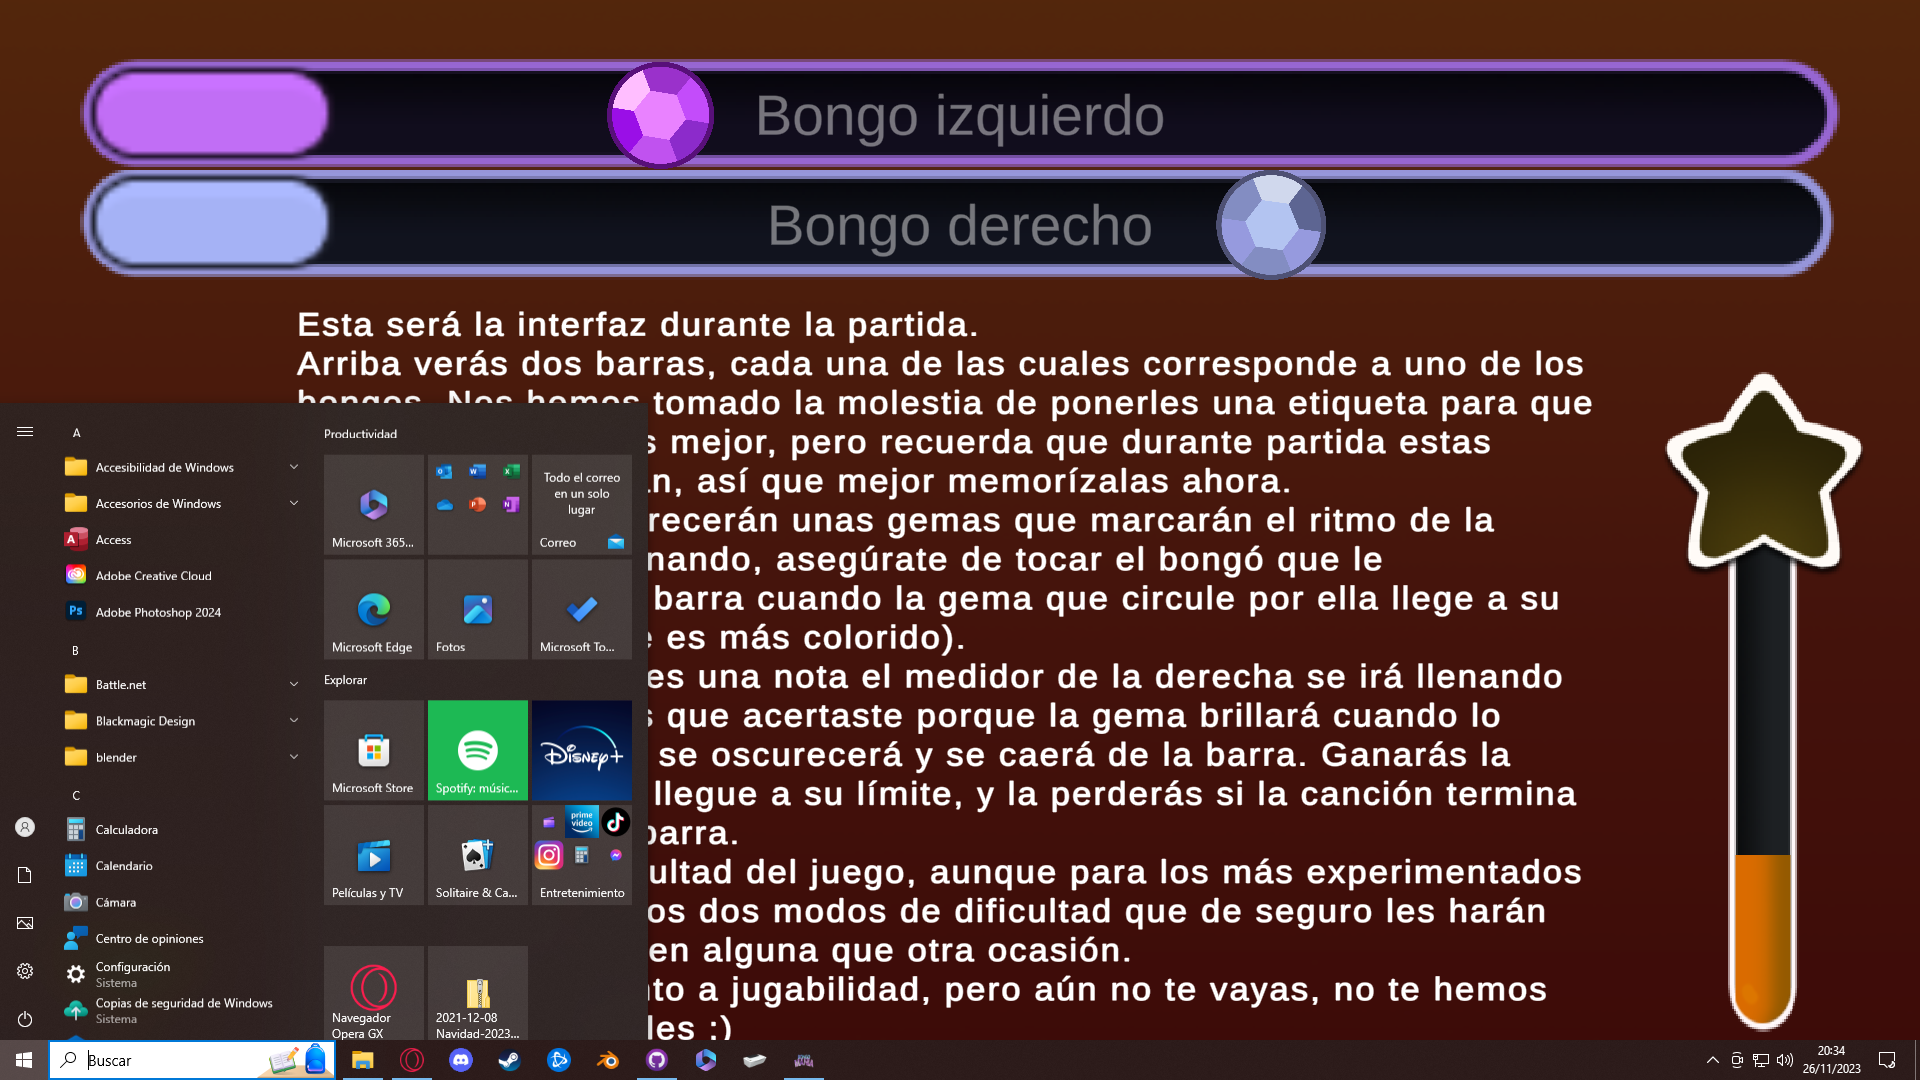 Bongo izquierdo
Bongo derecho
Esta será la interfaz durante la partida.
Arriba verás dos barras, cada una de las cuales corresponde a uno de los
bongos. Nos hemos tomado la molestia de ponerles una etiqueta para que
mejor, pero recuerda que durante partida estas
así que mejor memorízalas ahora.
unas gemas que marcarán el ritmo de la
asegúrate de tocar el bongó que le
barra cuando la gema que circule por ella llege a su
es más colorido).
una nota el medidor de la derecha se irá llenando
que acertaste porque la gema brillará cuando lo
se oscurecerá y se caerá de la barra. Ganarás la
llegue a su límite, y la perderás si la canción termina
barra.
del juego, aunque para los más experimentados
dos modos de dificultad que de seguro les harán
en alguna que otra ocasión.
a jugabilidad, pero aún no te vayas, no te hemos
:)
A
Accesibilidad de Windows
Accesorios de Windows
Access
Adobe Creative Cloud
Adobe Photoshop 2024
B
Battle.net
Blackmagic Design
blender
C
Calculadora
Calendario
Cámara
Centro de opiniones
Configuración
Sistema
Copias de seguridad de Windows
Sistema
Productividad
Microsoft 365...
Todo el correo
en un solo
lugar
Correo
Microsoft Edge
Fotos
Microsoft To...
Explorar
Microsoft Store
Spotify: músic...
Disney+
Películas y TV
Solitaire & Ca...
prime
video
Entretenimiento
Navegador
Opera GX
2021-12-08
Navidad-2023...
Buscar
20:34
26/11/2023